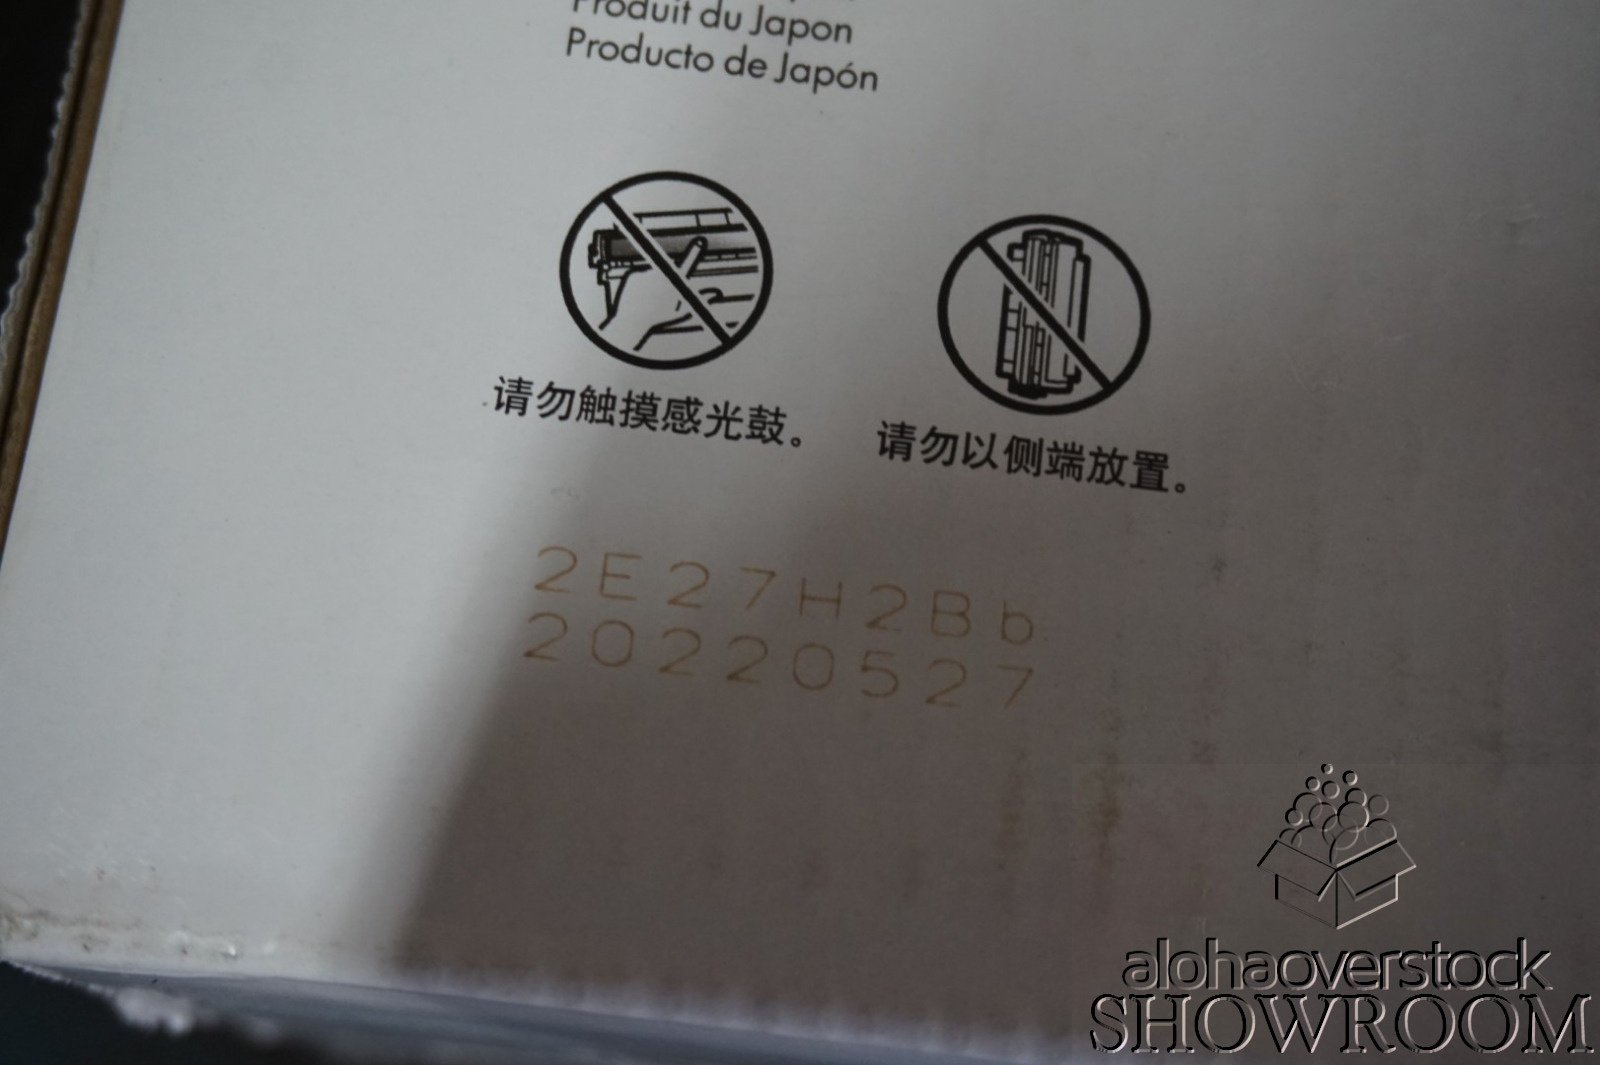 Produit du Japon
Producto de Japón
请勿触摸感光鼓。
请勿以侧端放置。
2E27H2Bb
20220527
alohaoverstock
SHOWROOM